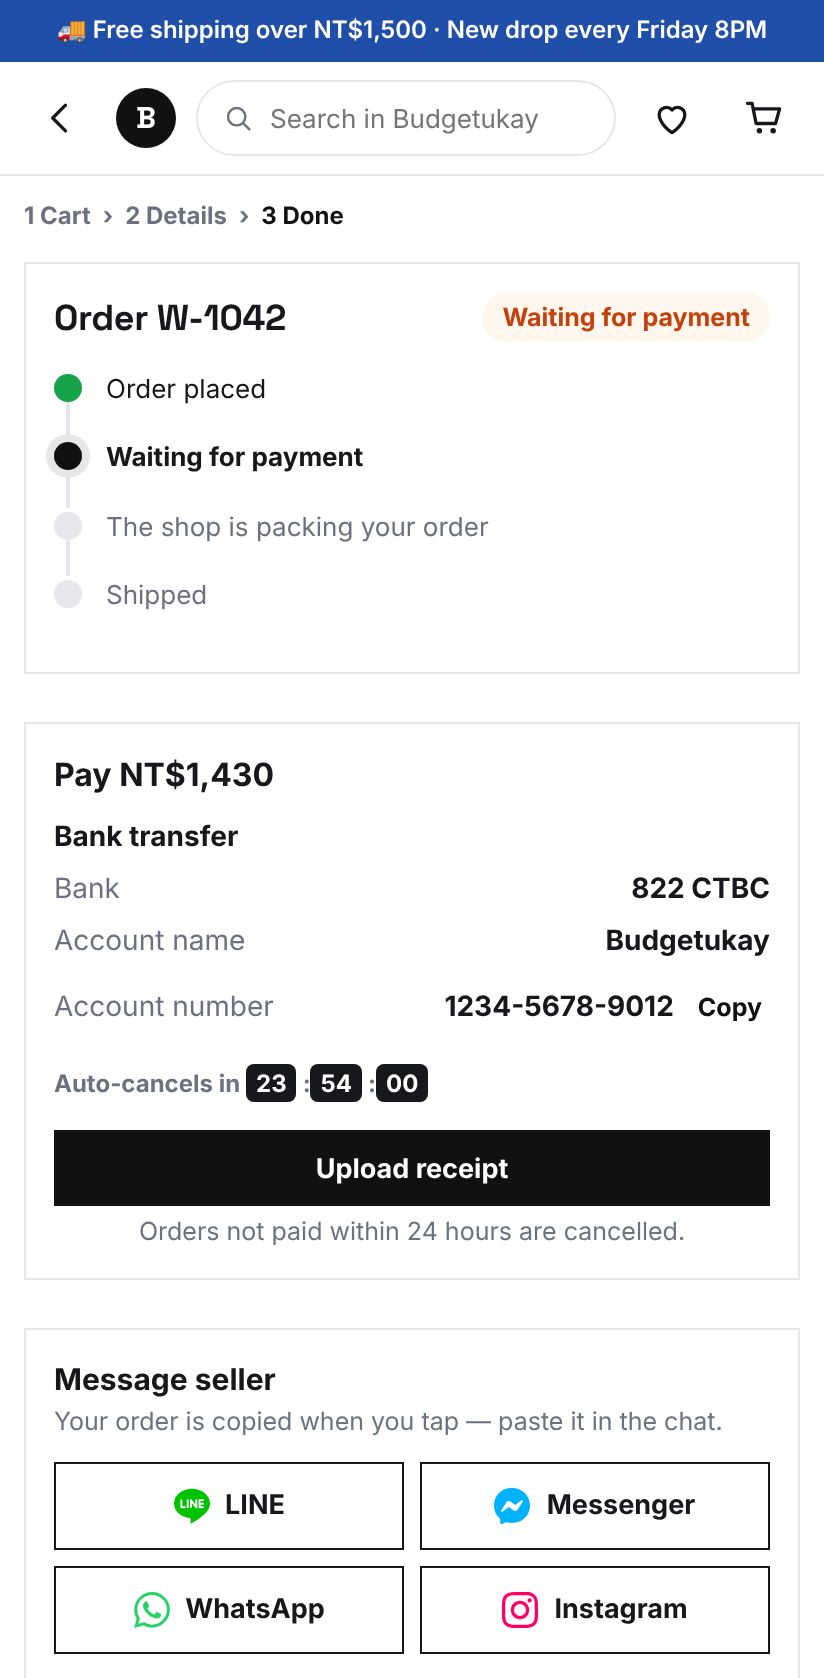 🚚 Free shipping over NT$1,500 · New drop every Friday 8PM
B
Search in Budgetukay
1 Cart › 2 Details › 3 Done
Order W-1042
Waiting for payment
Order placed
Waiting for payment
The shop is packing your order
Shipped
Pay NT$1,430
Bank transfer
Bank 822 CTBC
Account name Budgetukay
Account number 1234-5678-9012 Copy
Auto-cancels in 23 : 54 : 00
Upload receipt
Orders not paid within 24 hours are cancelled.
Message seller
Your order is copied when you tap — paste it in the chat.
LINE LINE
Messenger
WhatsApp
Instagram